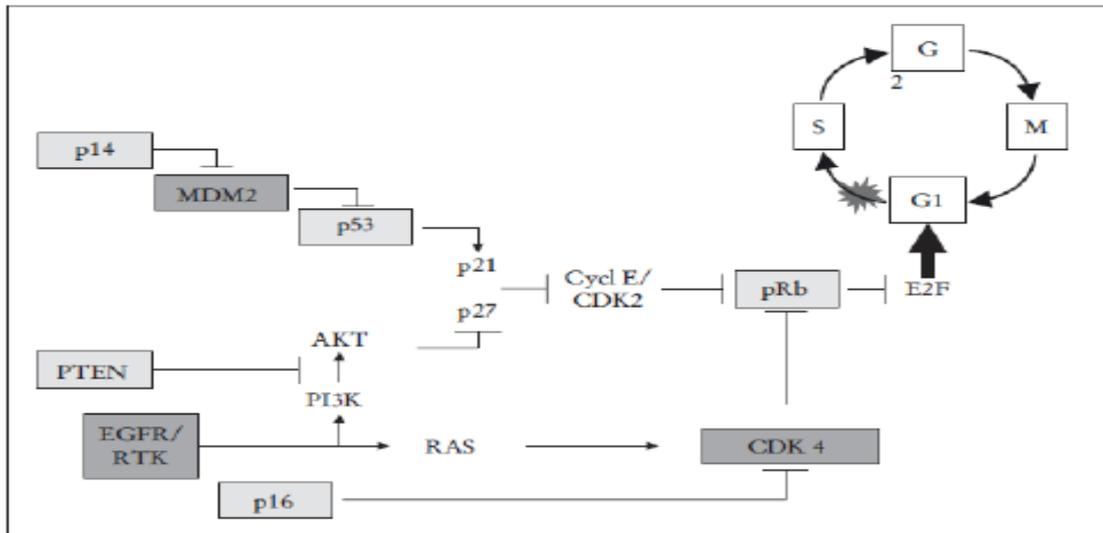 G
2
S
M
G1
p14
MDM2
p53
p21
Cycl E/
CDK2
pRb
E2F
p27
AKT
PTEN
PI3K
EGFR/
RTK
RAS
CDK 4
p16